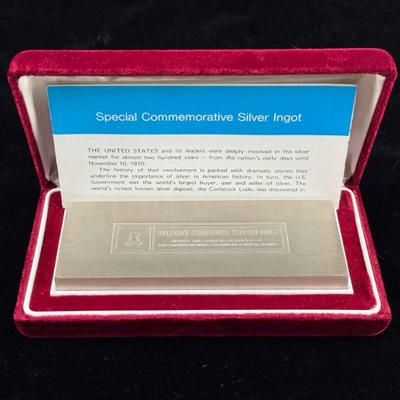 Special Commemorative Silver Ingot
THE UNITED STATES and its leaders were deeply involved in the silver
market for almost two hundred years — from the nation's early days until
November 10, 1970.
The history of that involvement is packed with dramatic stories that
underline the importance of silver in American history. In turn, the U.S.
Government was the world's largest buyer, user and seller of silver. The
world's richest known silver deposit, the Comstock Lode, was discovered in